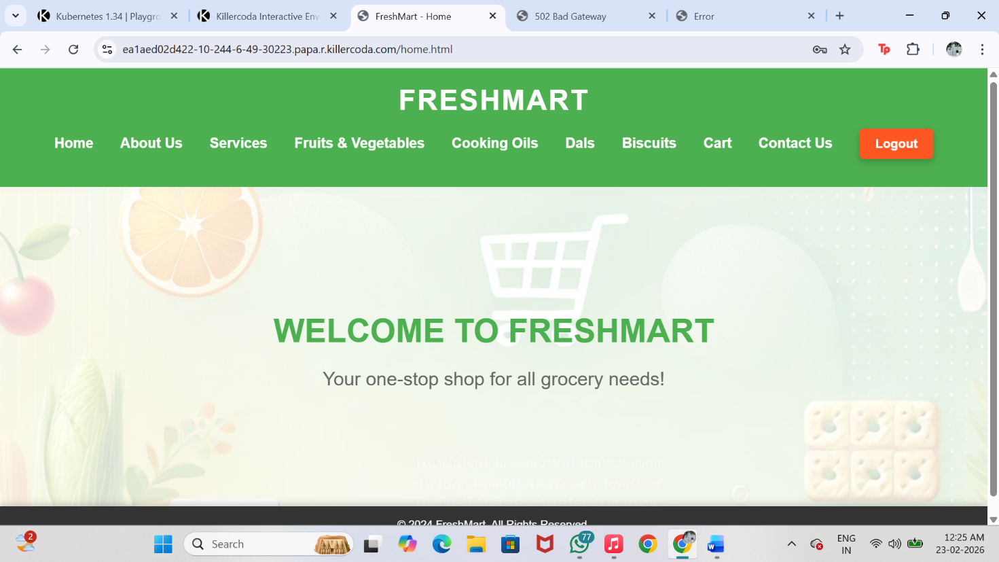 Kubernetes 1.34 | Playgro
Killercoda Interactive Env
FreshMart - Home
502 Bad Gateway
Error
ea1aed02d422-10-244-6-49-30223.papa.r.killercoda.com/home.html
Tp
FRESHMART
Home About Us Services Fruits & Vegetables Cooking Oils Dals Biscuits Cart Contact Us Logout
WELCOME TO FRESHMART
Your one-stop shop for all grocery needs!
© 2024 FreshMart. All Rights Reserved.
2
Search
77
W
ENG
IN
12:25 AM
23-02-2026